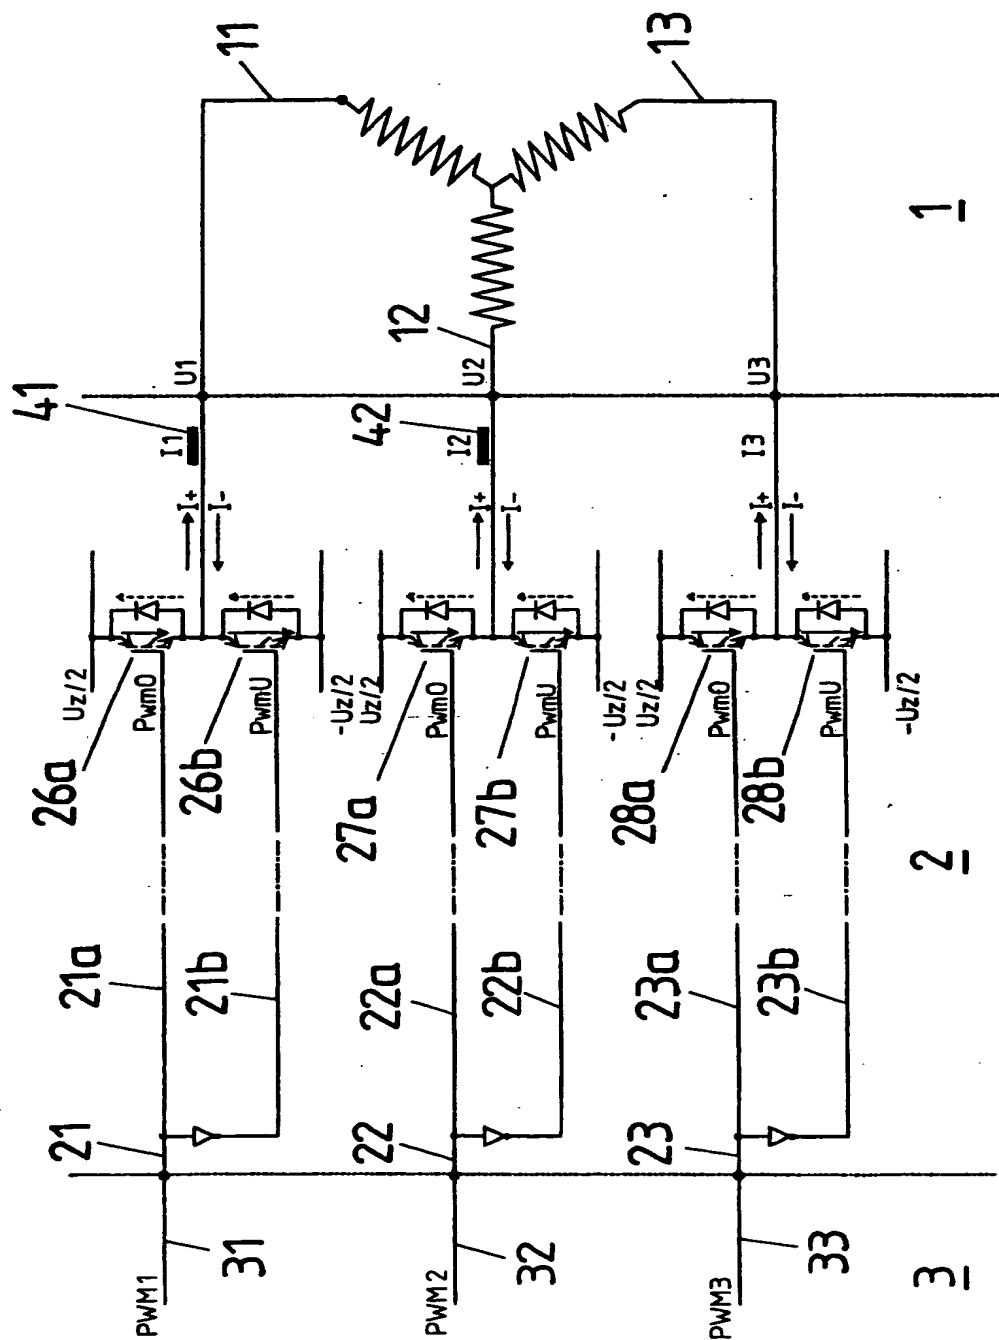 PWM1
31
21
21a
26a
Uz/2
PwmO
I+
I-
I1
41
U1
11
21b
26b
PwmU
-Uz/2
PWM2
32
22
22a
27a
Uz/2
PwmO
I+
I-
I2
42
U2
12
22b
27b
PwmU
-Uz/2
PWM3
33
23
23a
28a
Uz/2
PwmO
I+
I-
I3
U3
13
23b
28b
PwmU
-Uz/2
3
2
1